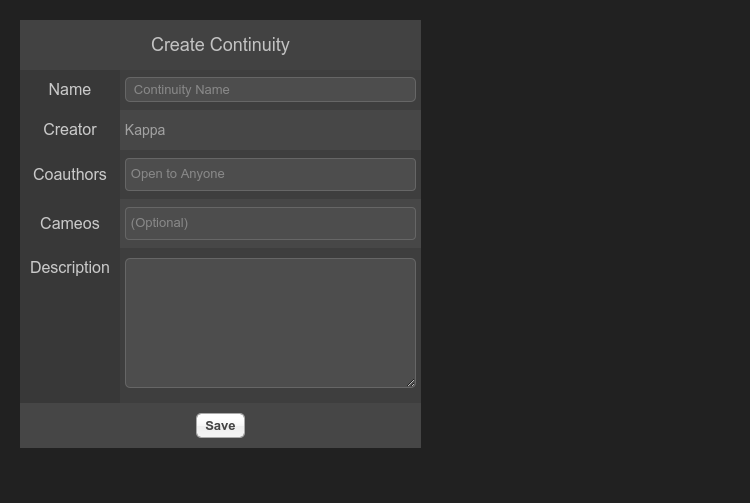 Create Continuity
Name
Continuity Name
Creator
Kappa
Coauthors
Open to Anyone
Cameos
(Optional)
Description
Save